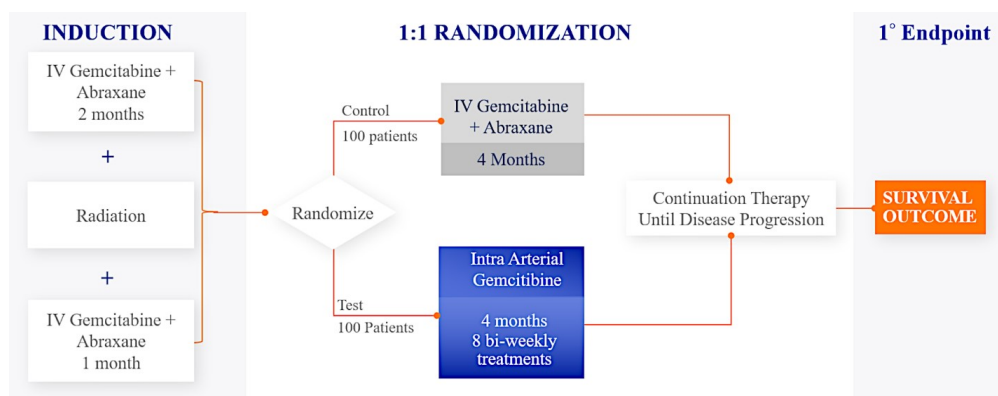 INDUCTION
IV Gemcitabine +
Abraxane
2 months
+
Radiation
+
IV Gemcitabine +
Abraxane
1 month
1:1 RANDOMIZATION
Randomize
Control
100 patients
IV Gemcitabine
+ Abraxane
4 Months
Test
100 Patients
Intra Arterial
Gemcitibine
4 months
8 bi-weekly
treatments
Continuation Therapy
Until Disease Progression
1° Endpoint
SURVIVAL
OUTCOME